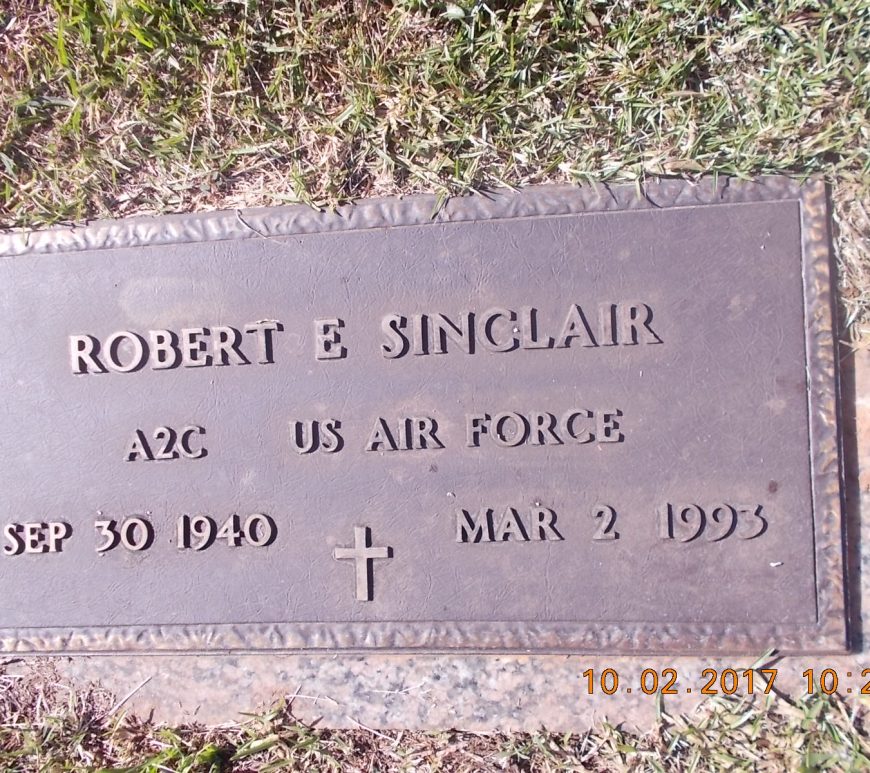 ROBERT E SINCLAIR
A2C US AIR FORCE
SEP 30 1940 MAR 2 1993
10.02.2017